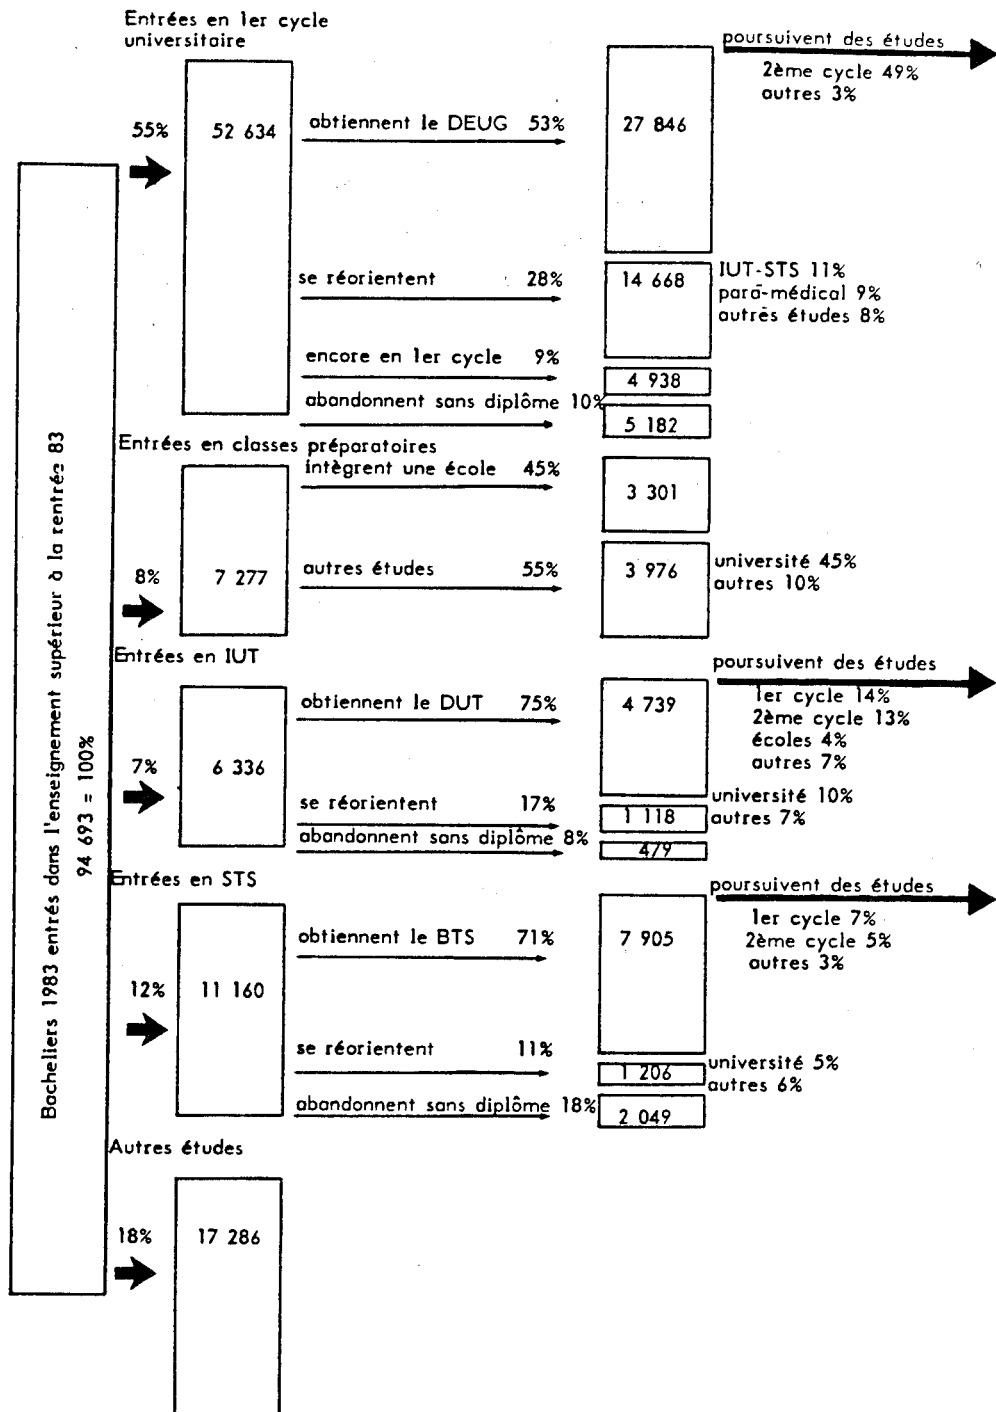 Entrées en 1er cycle
universitaire
55%
52 634
obtiennent le DEUG 53%
27 846
poursuivent des études
2ème cycle 49%
autres 3%
se réorientent 28%
14 668
IUT-STS 11%
para-médical 9%
autres études 8%
encore en 1er cycle 9%
4 938
abandonnent sans diplôme 10%
5 182
Bacheliers 1983 entrés dans l'enseignement supérieur à la rentrée 83
94 693 = 100%
Entrées en classes préparatoires
8%
7 277
intègrent une école 45%
3 301
autres études 55%
3 976
université 45%
autres 10%
Entrées en IUT
7%
6 336
obtiennent le DUT 75%
4 739
poursuivent des études
1er cycle 14%
2ème cycle 13%
écoles 4%
autres 7%
se réorientent 17%
1 118
université 10%
autres 7%
abandonnent sans diplôme 8%
479
Entrées en STS
12%
11 160
obtiennent le BTS 71%
7 905
poursuivent des études
1er cycle 7%
2ème cycle 5%
autres 3%
se réorientent 11%
1 206
université 5%
autres 6%
abandonnent sans diplôme 18%
2 049
Autres études
18%
17 286